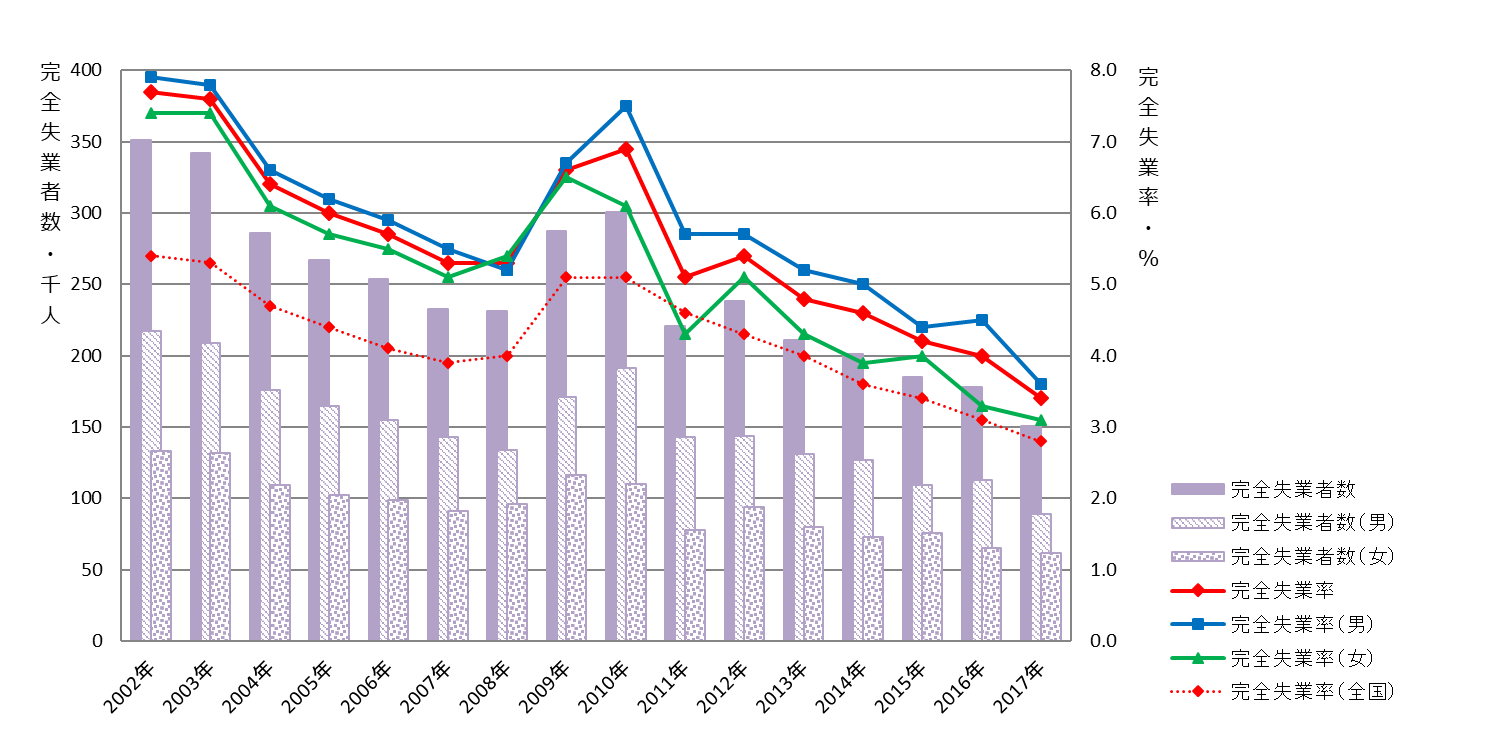 完全失業者数・千人
400
350
300
250
200
150
100
50
0
8.0
7.0
6.0
5.0
4.0
3.0
2.0
1.0
0.0
完全失業率・%
2002年
2003年
2004年
2005年
2006年
2007年
2008年
2009年
2010年
2011年
2012年
2013年
2014年
2015年
2016年
2017年
完全失業者数
完全失業者数(男)
完全失業者数(女)
完全失業率
完全失業率(男)
完全失業率(女)
完全失業率(全国)